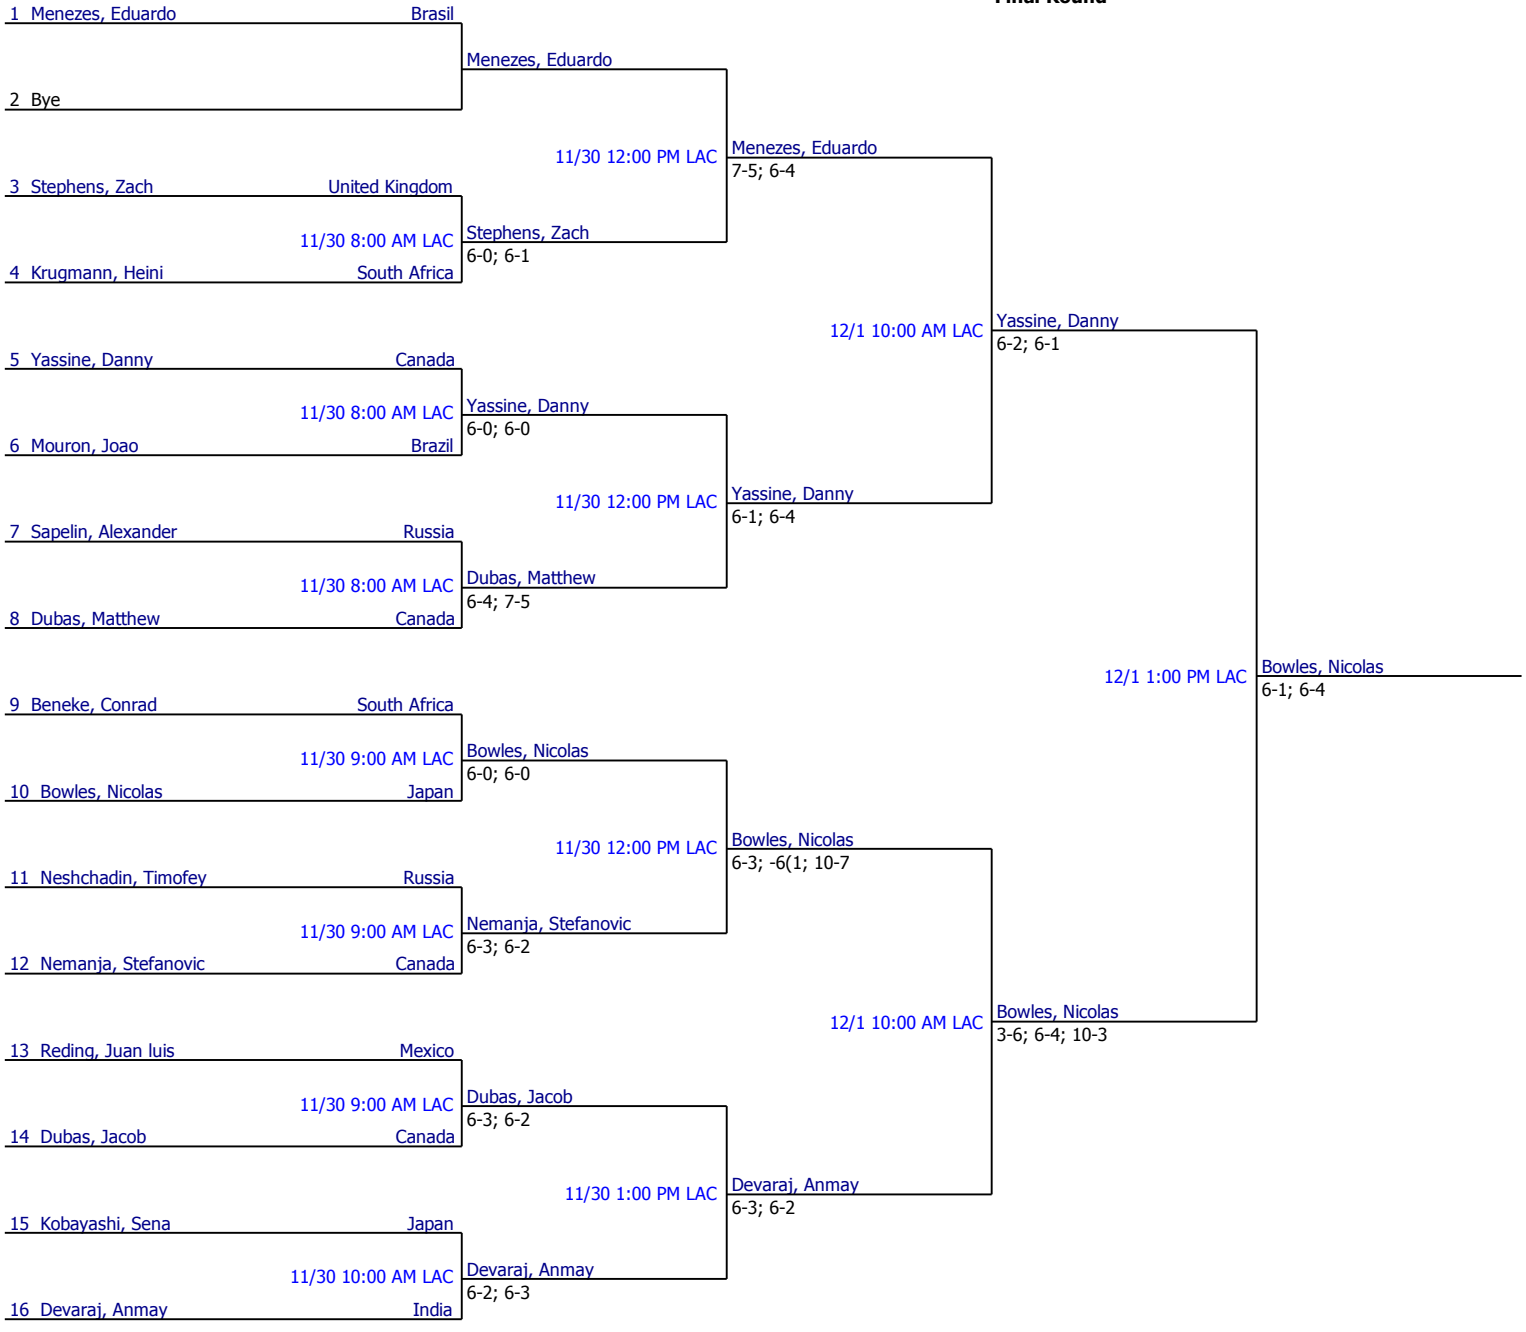 Final Round
1 Menezes, Eduardo Brasil
Menezes, Eduardo
2 Bye
11/30 12:00 PM LAC
Menezes, Eduardo
7-5; 6-4
3 Stephens, Zach United Kingdom
11/30 8:00 AM LAC
Stephens, Zach
6-0; 6-1
4 Krugmann, Heini South Africa
12/1 10:00 AM LAC
Yassine, Danny
6-2; 6-1
5 Yassine, Danny Canada
11/30 8:00 AM LAC
Yassine, Danny
6-0; 6-0
6 Mouron, Joao Brazil
11/30 12:00 PM LAC
Yassine, Danny
6-1; 6-4
7 Sapelin, Alexander Russia
11/30 8:00 AM LAC
Dubas, Matthew
6-4; 7-5
8 Dubas, Matthew Canada
12/1 1:00 PM LAC
Bowles, Nicolas
6-1; 6-4
9 Beneke, Conrad South Africa
11/30 9:00 AM LAC
Bowles, Nicolas
6-0; 6-0
10 Bowles, Nicolas Japan
11/30 12:00 PM LAC
Bowles, Nicolas
6-3; -6(1; 10-7
11 Neshchadin, Timofey Russia
11/30 9:00 AM LAC
Nemanja, Stefanovic
6-3; 6-2
12 Nemanja, Stefanovic Canada
12/1 10:00 AM LAC
Bowles, Nicolas
3-6; 6-4; 10-3
13 Reding, Juan luis Mexico
11/30 9:00 AM LAC
Dubas, Jacob
6-3; 6-2
14 Dubas, Jacob Canada
11/30 1:00 PM LAC
Devaraj, Anmay
6-3; 6-2
15 Kobayashi, Sena Japan
11/30 10:00 AM LAC
Devaraj, Anmay
6-2; 6-3
16 Devaraj, Anmay India